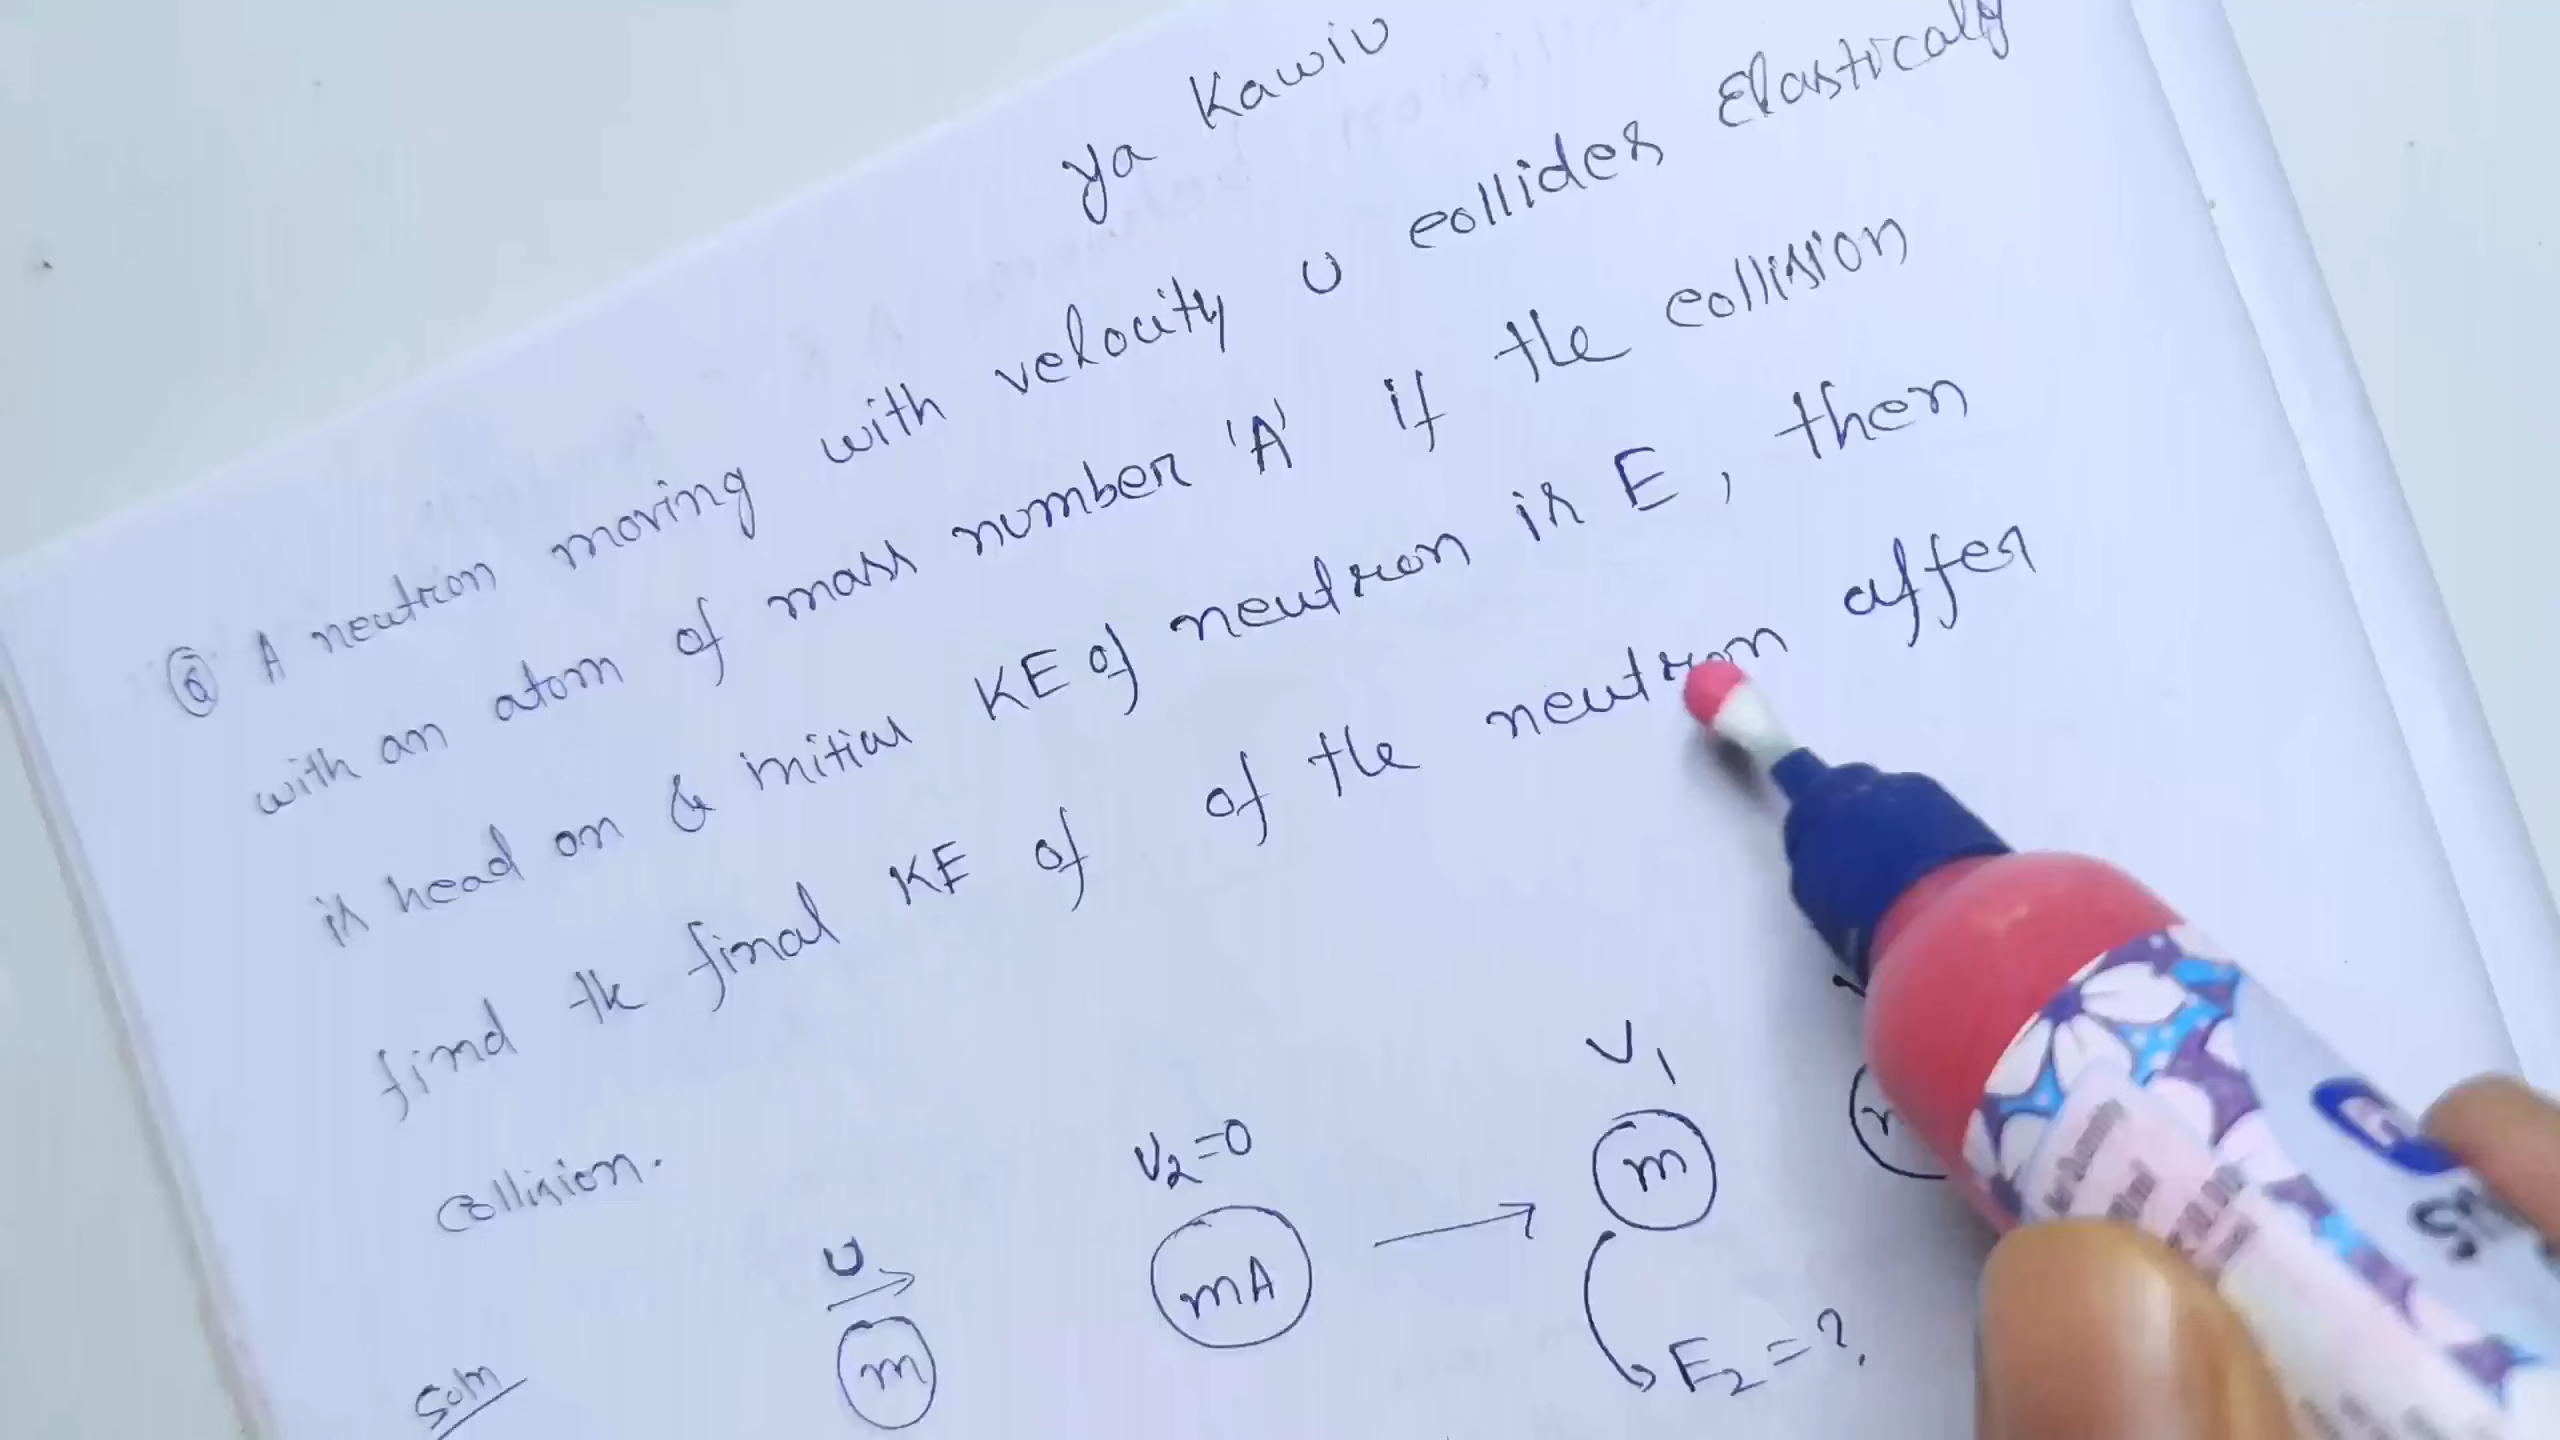 ya Kawiu
Q A neutron moving with velocity U collides Elasticaly
with an atom of mass number 'A' if the collision
is head on & initial KE of neutron is E, then
find the final KE of of the neutron after
collision.
Soln
U
m
U2=0
mA
V1
m
E2=?